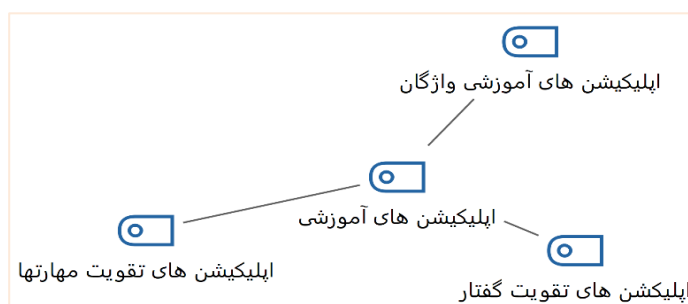 اپلیکیشن های آموزشی واژگان
اپلیکیشن های آموزشی
اپلیکیشن های تقویت مهارتها
اپلیکشن های تقویت گفتار